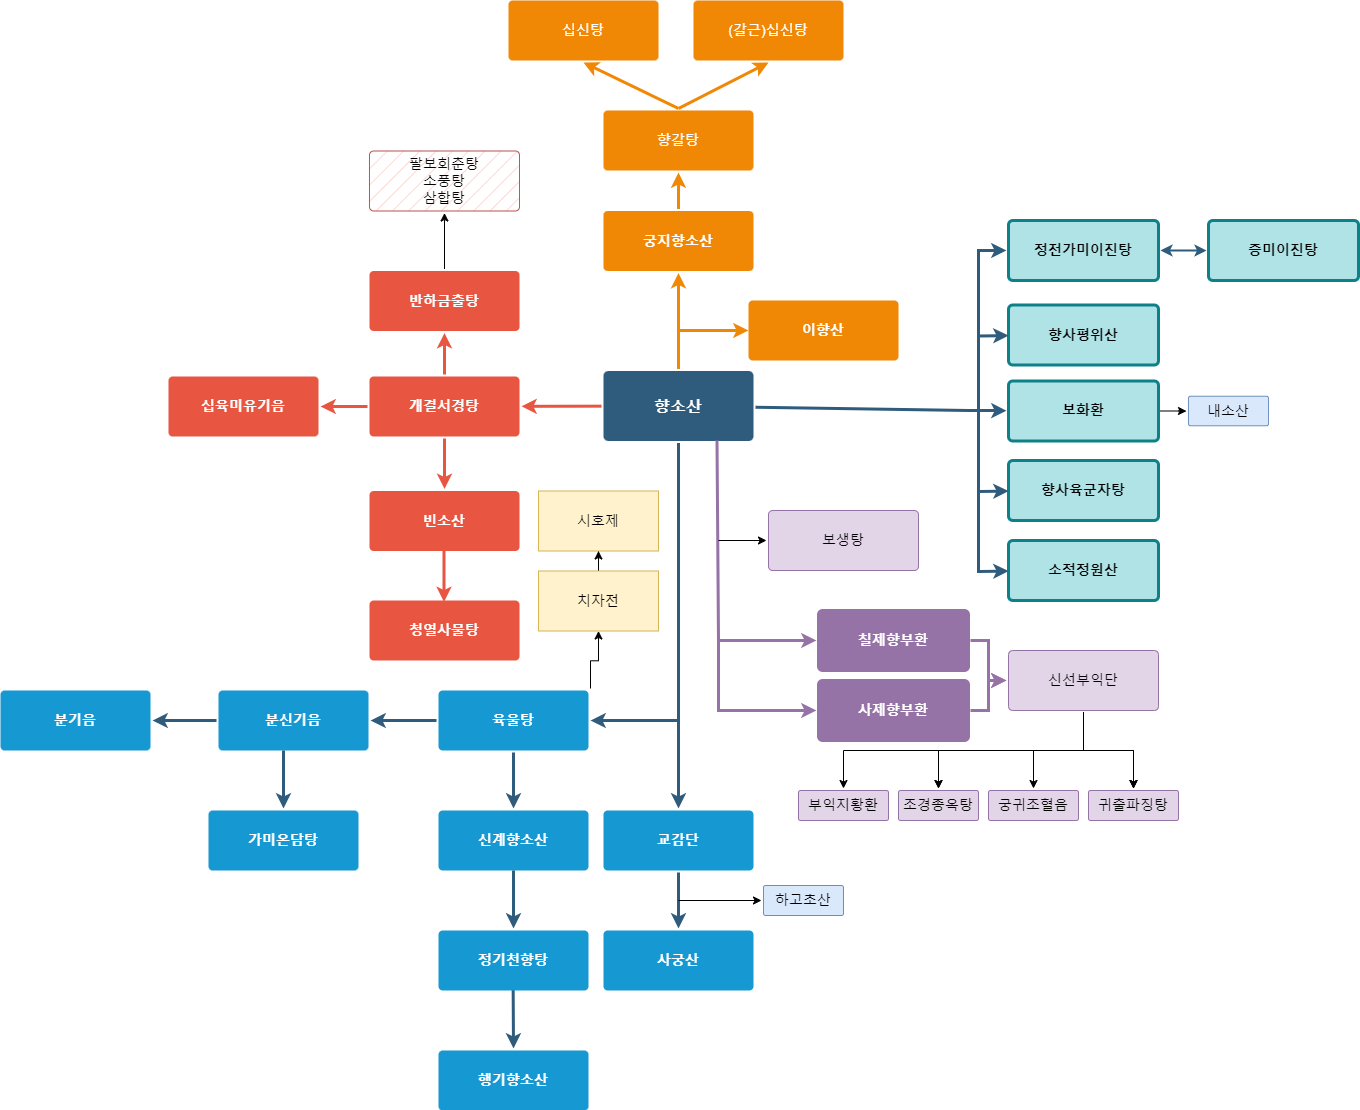 십신탕
(갈근)십신탕
향갈탕
팔보회춘탕
소풍탕
삼합탕
궁지향소산
정전가미이진탕
증미이진탕
반하금출탕
이향산
향사평위산
십육미유기음
개결서경탕
향소산
보화환
내소산
빈소산
시호제
보생탕
향사육군자탕
소적정원산
치자전
청열사물탕
칠제향부환
신선부익단
사제향부환
분기음
분신기음
육울탕
부익지황환
조경종옥탕
궁귀조혈음
귀출파징탕
가미온담탕
신계향소산
교감단
하고초산
정기천향탕
사궁산
행기향소산